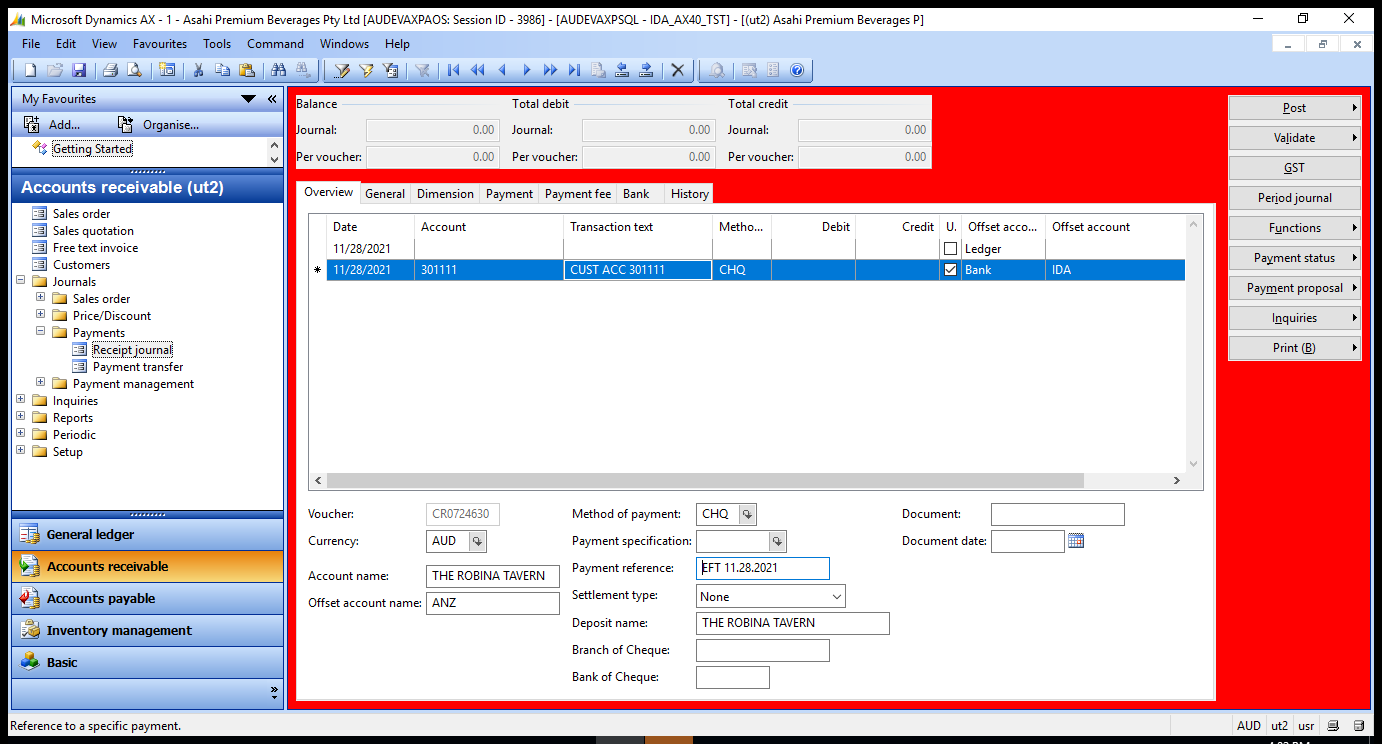 Microsoft Dynamics AX - 1 - Asahi Premium Beverages Pty Ltd [AUDEVAXPAOS: Session ID - 3986] - [AUDEVAXPSQL - IDA_AX40_TST] - [(ut2) Asahi Premium Beverages P]
File Edit View Favourites Tools Command Windows Help
My Favourites
Add... Organise...
Getting Started
Accounts receivable (ut2)
Sales order
Sales quotation
Free text invoice
Customers
Journals
Sales order
Price/Discount
Payments
Receipt journal
Payment transfer
Payment management
Inquiries
Reports
Periodic
Setup
General ledger
Accounts receivable
Accounts payable
Inventory management
Basic
Balance Total debit Total credit
Journal: 0.00 Journal: 0.00 Journal: 0.00
Per voucher: 0.00 Per voucher: 0.00 Per voucher: 0.00
Overview General Dimension Payment Payment fee Bank History
Date Account Transaction text Metho... Debit Credit U. Offset acco... Offset account
11/28/2021 Ledger
11/28/2021 301111 CUST ACC 301111 CHQ Bank IDA
Voucher: CR0724630 Method of payment: CHQ Document:
Currency: AUD Payment specification: Document date:
Account name: THE ROBINA TAVERN Payment reference: EFT 11.28.2021
Offset account name: ANZ Settlement type: None
Deposit name: THE ROBINA TAVERN
Branch of Cheque:
Bank of Cheque:
Post
Validate
GST
Period journal
Functions
Payment status
Payment proposal
Inquiries
Print (B)
Reference to a specific payment. AUD ut2 usr